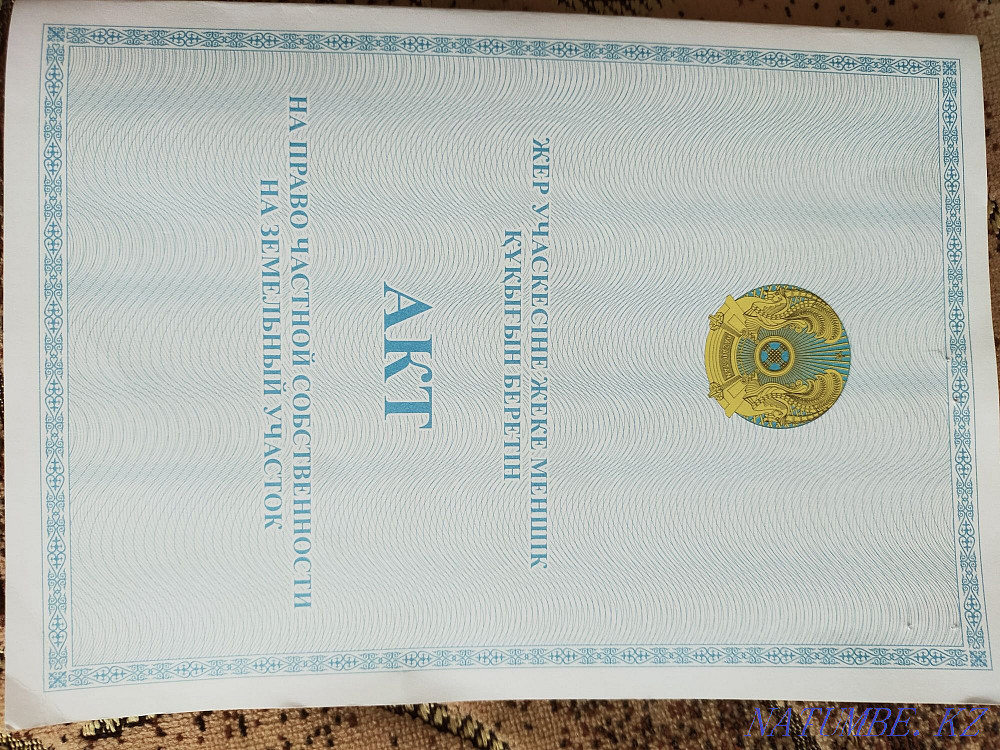 ЖЕР УЧАСКЕСІНЕ ЖЕКЕ МЕНШІК
ҚҰҚЫҒЫН БЕРЕТІН
АКТ
НА ПРАВО ЧАСТНОЙ СОБСТВЕННОСТИ
НА ЗЕМЕЛЬНЫЙ УЧАСТОК
NATUMBE.KZ